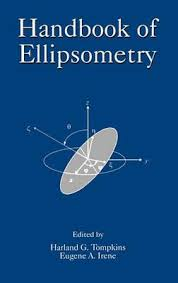 Handbook of
Ellipsometry
z
ζ
θ
η
y
φ
x
ξ
Edited by
Harland G. Tompkins
Eugene A. Irene